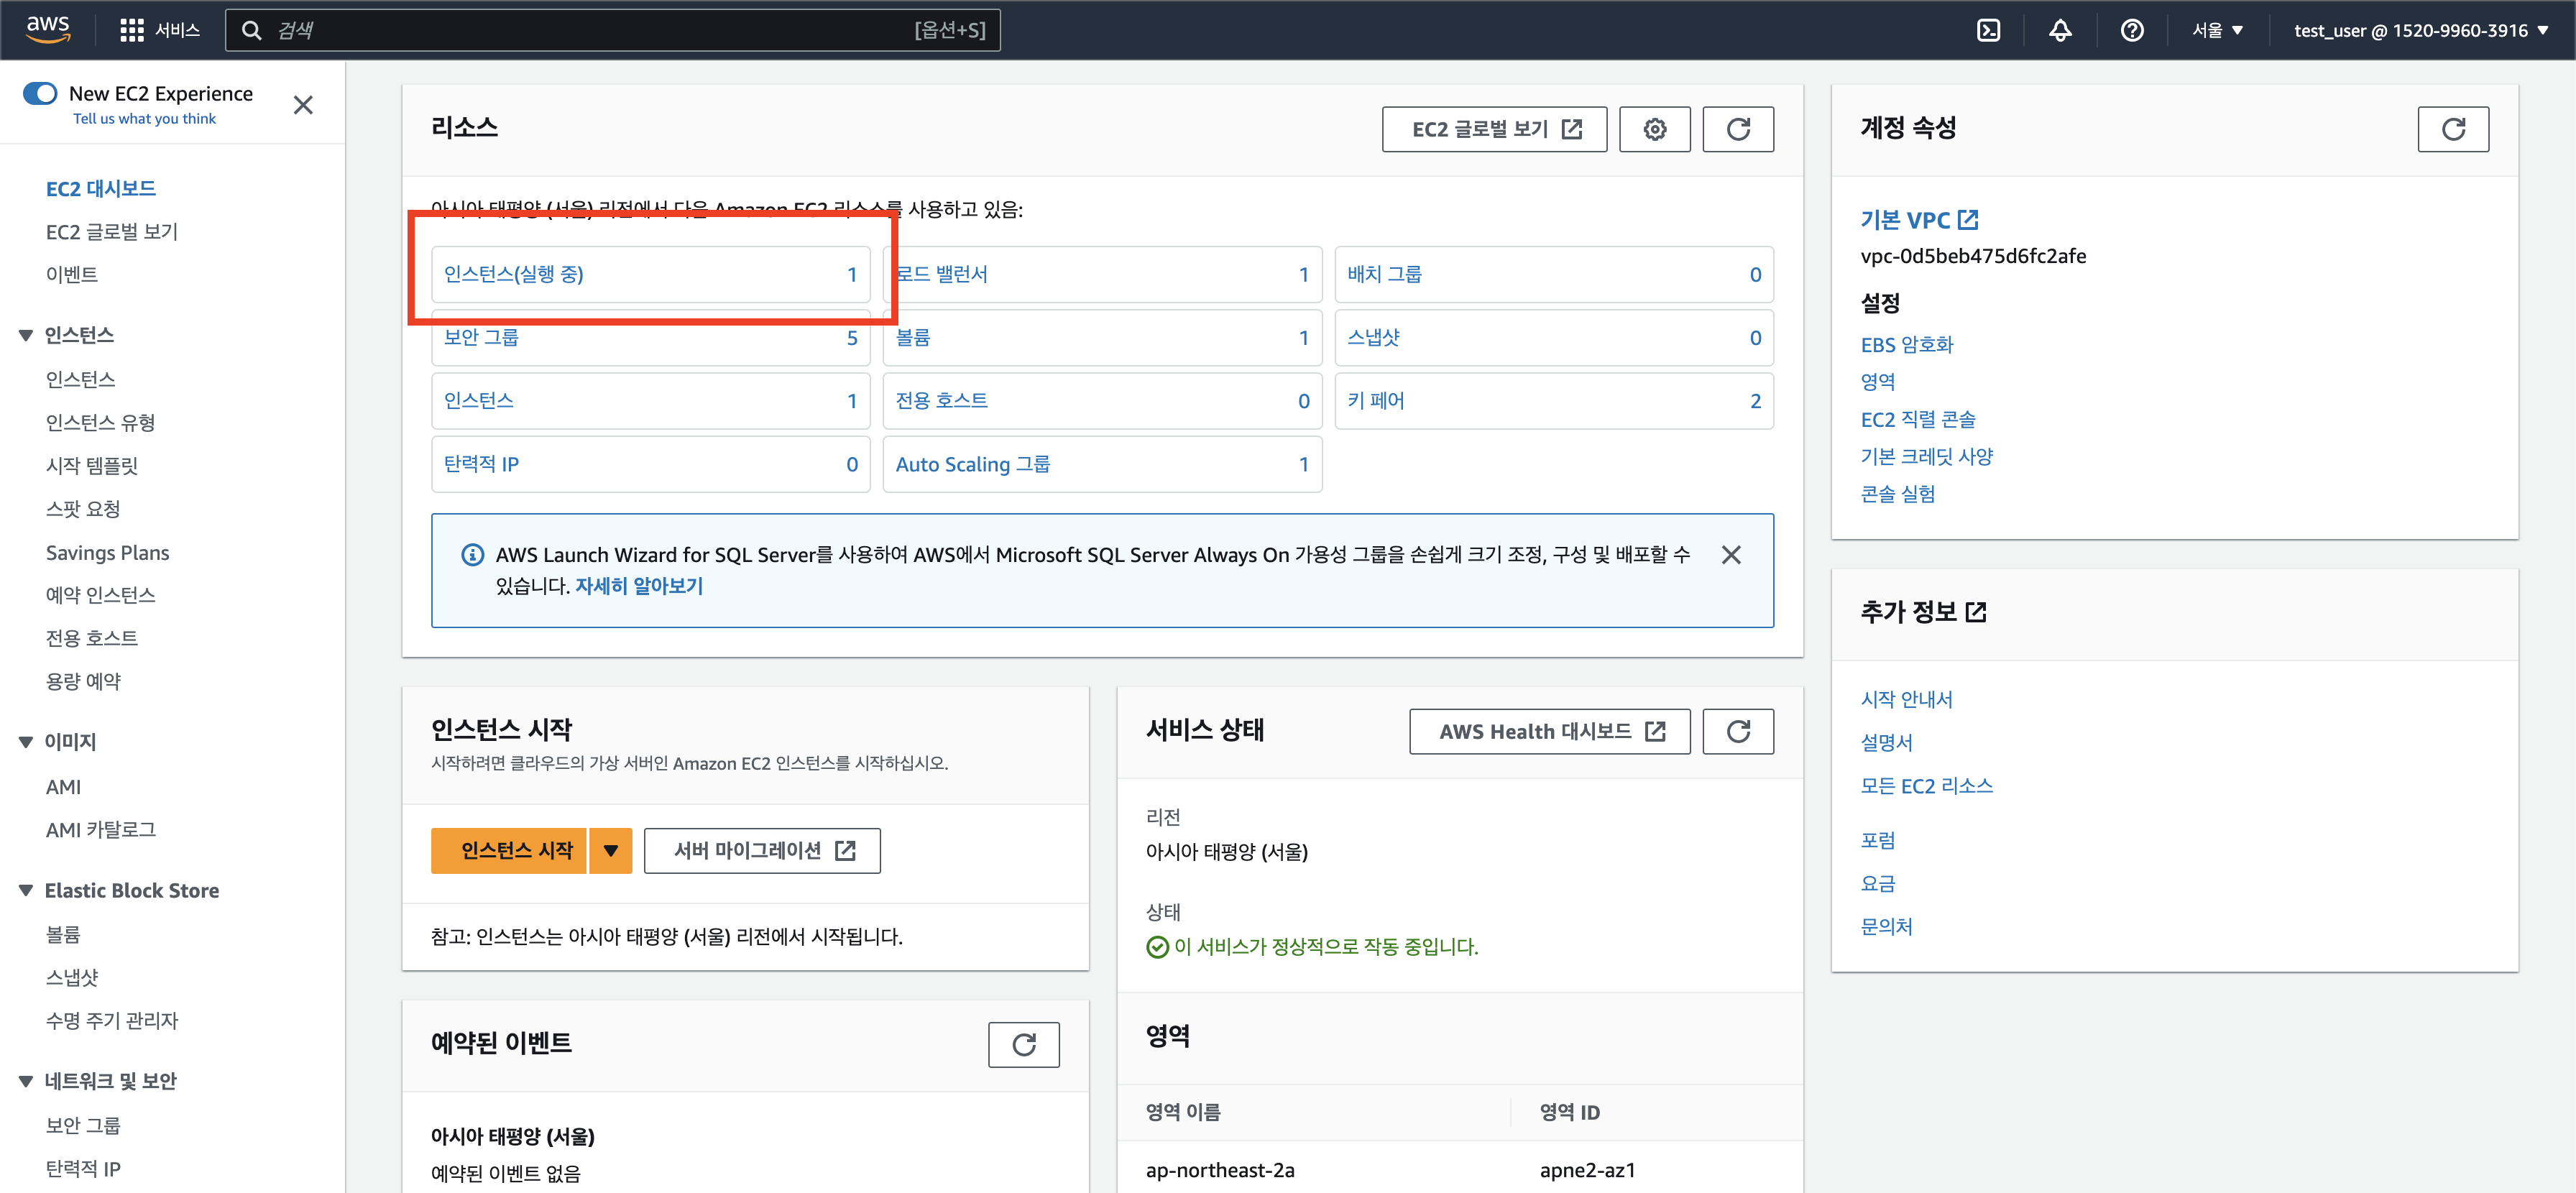 aws
서비스
검색
[옵션+S]
서울 ▼
test_user @ 1520-9960-3916 ▼
New EC2 Experience
Tell us what you think
EC2 대시보드
EC2 글로벌 보기
이벤트
▼ 인스턴스
인스턴스
인스턴스 유형
시작 템플릿
스팟 요청
Savings Plans
예약 인스턴스
전용 호스트
용량 예약
▼ 이미지
AMI
AMI 카탈로그
▼ Elastic Block Store
볼륨
스냅샷
수명 주기 관리자
▼ 네트워크 및 보안
보안 그룹
탄력적 IP
리소스
EC2 글로벌 보기
아시아 태평양 (서울) 리전에서 다음 Amazon EC2 리소스를 사용하고 있음:
인스턴스(실행 중) 1
로드 밸런서 1
배치 그룹 0
보안 그룹 5
볼륨 1
스냅샷 0
인스턴스 1
전용 호스트 0
키 페어 2
탄력적 IP 0
Auto Scaling 그룹 1
AWS Launch Wizard for SQL Server를 사용하여 AWS에서 Microsoft SQL Server Always On 가용성 그룹을 손쉽게 크기 조정, 구성 및 배포할 수
있습니다. 자세히 알아보기
인스턴스 시작
시작하려면 클라우드의 가상 서버인 Amazon EC2 인스턴스를 시작하십시오.
인스턴스 시작 ▼
서버 마이그레이션
참고: 인스턴스는 아시아 태평양 (서울) 리전에서 시작됩니다.
예약된 이벤트
아시아 태평양 (서울)
예약된 이벤트 없음
서비스 상태
AWS Health 대시보드
리전
아시아 태평양 (서울)
상태
이 서비스가 정상적으로 작동 중입니다.
영역
영역 이름
영역 ID
ap-northeast-2a
apne2-az1
계정 속성
기본 VPC
vpc-0d5beb475d6fc2afe
설정
EBS 암호화
영역
EC2 직렬 콘솔
기본 크레딧 사양
콘솔 실험
추가 정보
시작 안내서
설명서
모든 EC2 리소스
포럼
요금
문의처